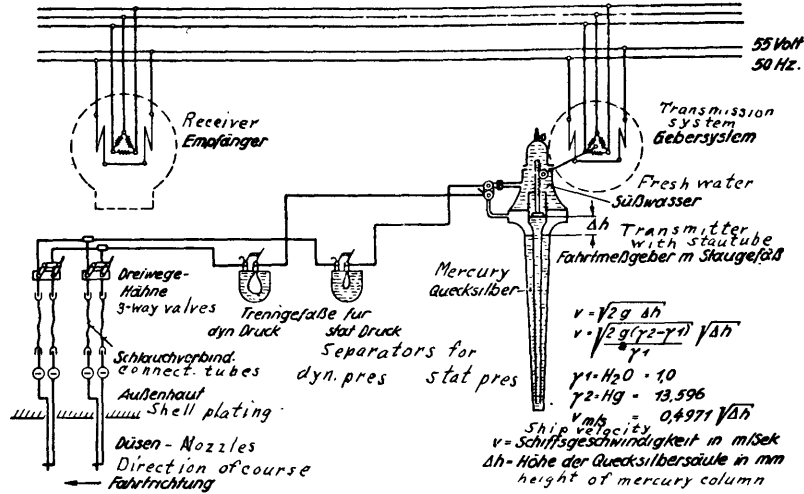 55 Volt
50 Hz.
Receiver
Empfänger
Transmission
system
Gebersystem
Fresh water
Süßwasser
Δh
Transmitter
with stautube
Fahrtmeßgeber m Staugefäß
Mercury
Quecksilber
Dreiwege-
Hähne
3-way valves
Trenngefäße für
dyn Druck stat Druck
Separators for
dyn. pres stat pres
Schlauchverbind.
connect. tubes
Außenhaut
Shell plating
Düsen - Nozzles
Direction of course
Fahrtrichtung
v = √2 g Δh
v = √2 g (γ2-γ1)/γ1 √Δh
γ1 = H2O = 1,0
γ2 = Hg = 13,596
v m/s = 0,4971 √Δh
Ship velocity
v = Schiffsgeschwindigkeit in m/Sek
Δh = Höhe der Quecksilbersäule in mm
height of mercury column